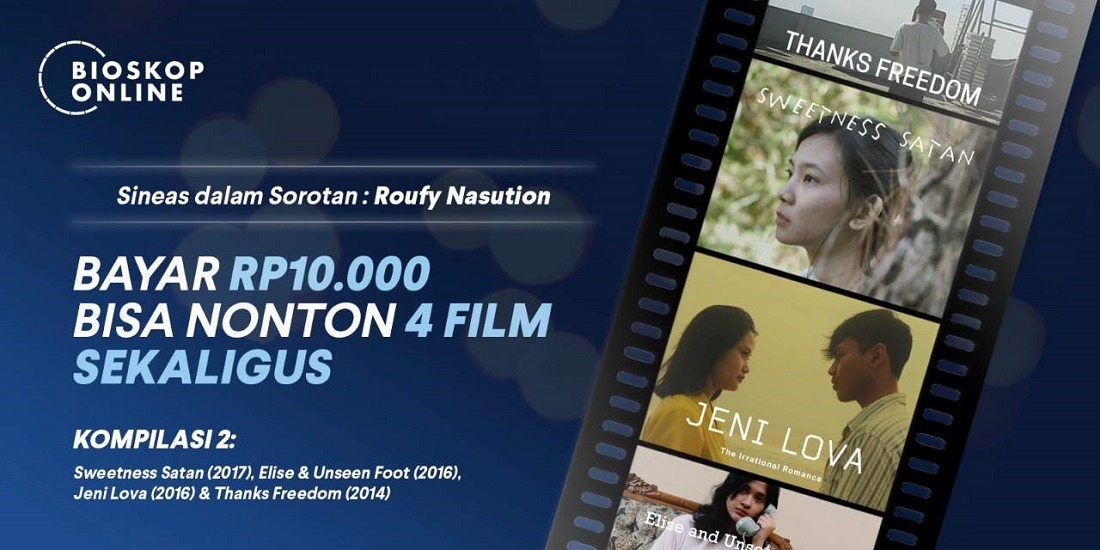 BIOSKOP
ONLINE
Sineas dalam Sorotan : Roufy Nasution
BAYAR RP10.000
BISA NONTON 4 FILM
SEKALIGUS
KOMPILASI 2:
Sweetness Satan (2017), Elise & Unseen Foot (2016),
Jeni Lova (2016) & Thanks Freedom (2014)
THANKS FREEDOM
SWEETNESS SATAN
JENI LOVA
The Irrational Romance
Elise and